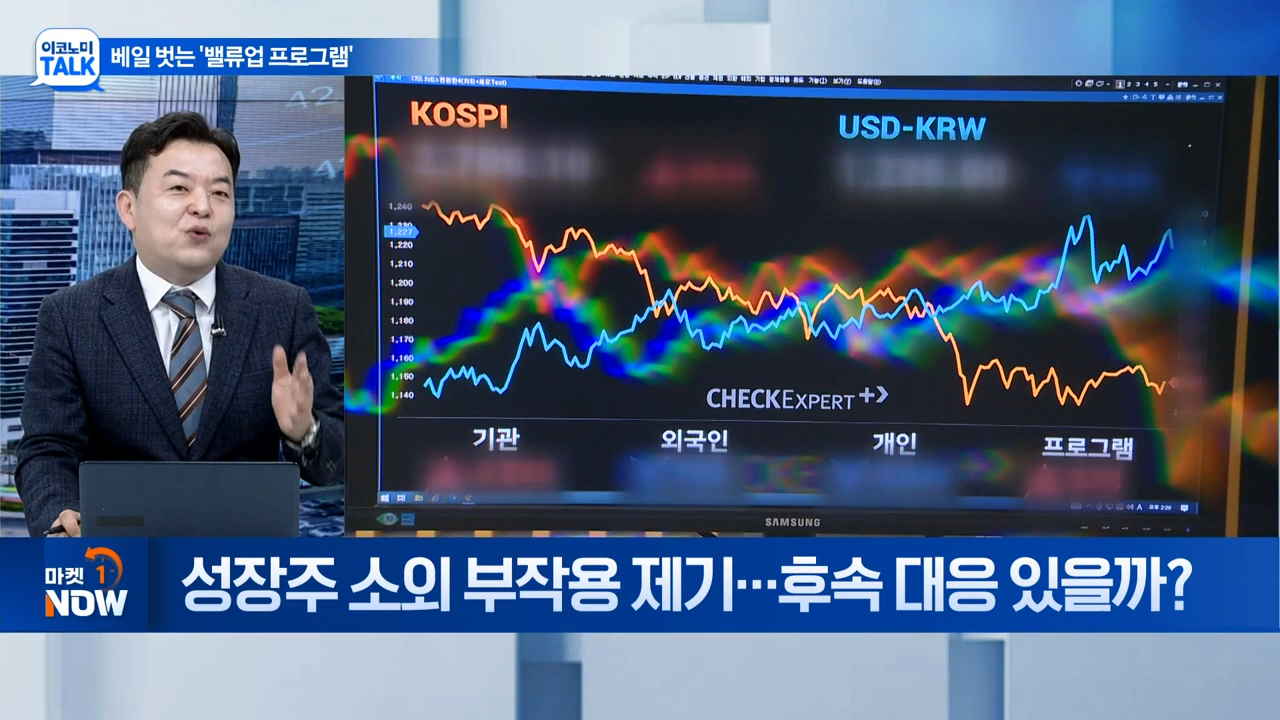 이코노미
TALK
베일 벗는 '밸류업 프로그램'
KOSPI
USD-KRW
1,240
1,230
1,227
1,220
1,210
1,200
1,190
1,180
1,170
1,160
1,150
1,140
CHECKEXPERT+
기관
외국인
개인
프로그램
오후 2:20
SAMSUNG
마켓 1
NOW
성장주 소외 부작용 제기…후속 대응 있을까?